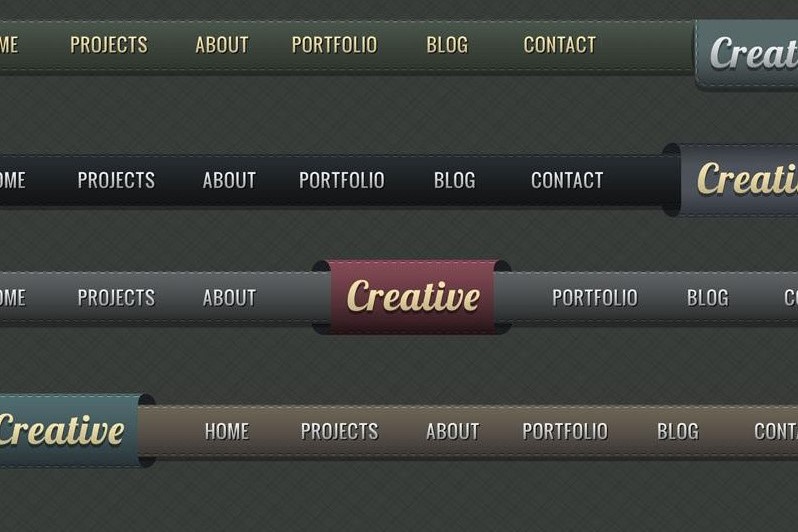 ME PROJECTS ABOUT PORTFOLIO BLOG CONTACT Creat
OME PROJECTS ABOUT PORTFOLIO BLOG CONTACT Creati
OME PROJECTS ABOUT Creative PORTFOLIO BLOG CO
Creative HOME PROJECTS ABOUT PORTFOLIO BLOG CONT